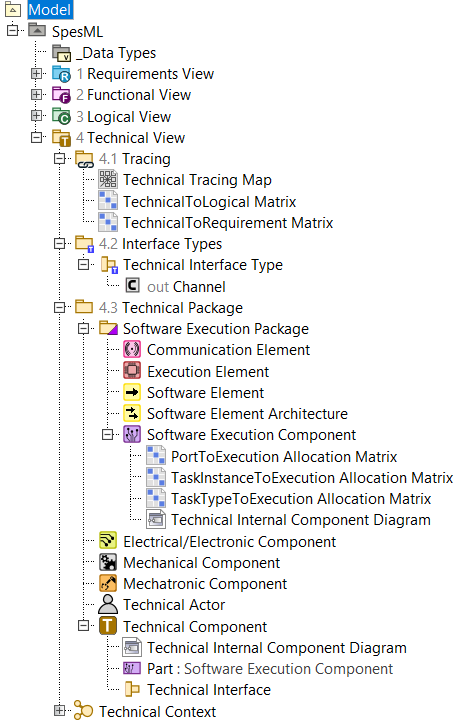 Model
SpesML
_Data Types
1 Requirements View
2 Functional View
3 Logical View
4 Technical View
4.1 Tracing
Technical Tracing Map
TechnicalToLogical Matrix
TechnicalToRequirement Matrix
4.2 Interface Types
Technical Interface Type
out Channel
4.3 Technical Package
Software Execution Package
Communication Element
Execution Element
Software Element
Software Element Architecture
Software Execution Component
PortToExecution Allocation Matrix
TaskInstanceToExecution Allocation Matrix
TaskTypeToExecution Allocation Matrix
Technical Internal Component Diagram
Electrical/Electronic Component
Mechanical Component
Mechatronic Component
Technical Actor
Technical Component
Technical Internal Component Diagram
Part : Software Execution Component
Technical Interface
Technical Context